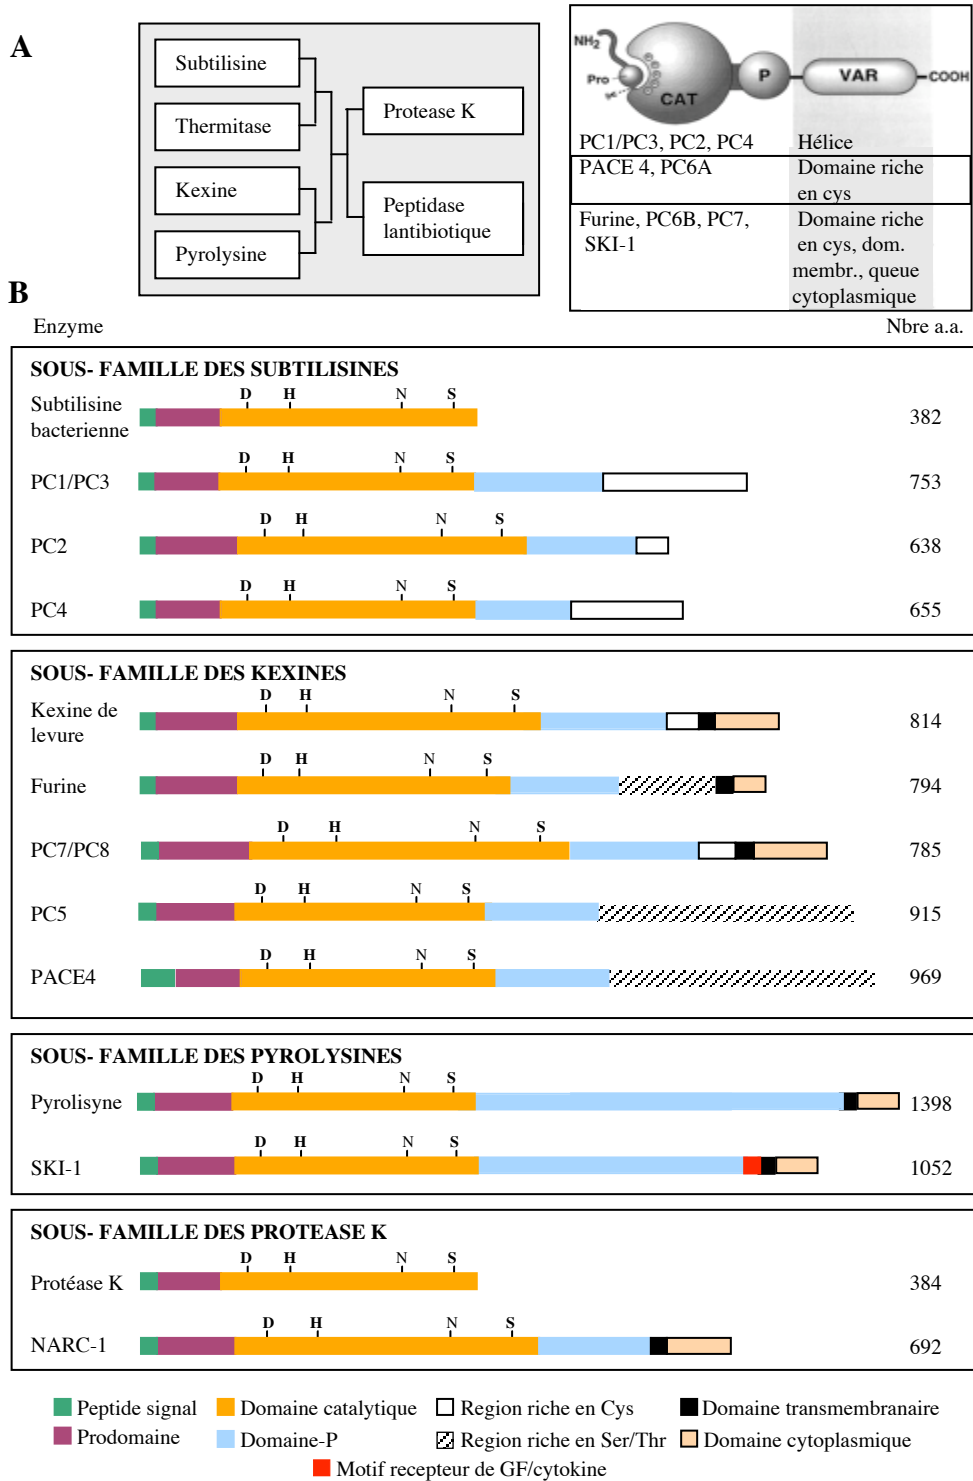 A
Subtilisine
Thermitase
Kexine
Pyrolysine
Protease K
Peptidase
lantibiotique
NH2
Pro
CAT
P
VAR
COOH
PC1/PC3, PC2, PC4
Hélice
PACE 4, PC6A
Domaine riche
en cys
Furine, PC6B, PC7,
SKI-1
Domaine riche
en cys, dom.
membr., queue
cytoplasmique
B
Enzyme
Nbre a.a.
SOUS- FAMILLE DES SUBTILISINES
D H N S
Subtilisine
bacterienne
382
D H N S
PC1/PC3
753
D H N S
PC2
638
D H N S
PC4
655
SOUS- FAMILLE DES KEXINES
D H N S
Kexine de
levure
814
D H N S
Furine
794
D H N S
PC7/PC8
785
D H N S
PC5
915
D H N S
PACE4
969
SOUS- FAMILLE DES PYROLYSINES
D H N S
Pyrolisyne
1398
D H N S
SKI-1
1052
SOUS- FAMILLE DES PROTEASE K
D H N S
Protéase K
384
D H N S
NARC-1
692
Peptide signal
Domaine catalytique
Region riche en Cys
Domaine transmembranaire
Prodomaine
Domaine-P
Region riche en Ser/Thr
Domaine cytoplasmique
Motif recepteur de GF/cytokine